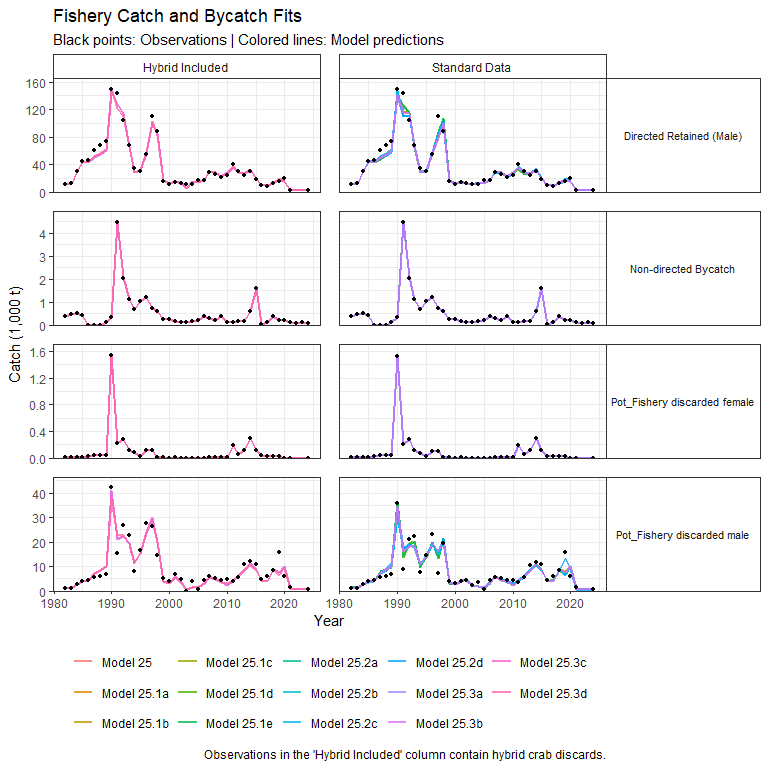 Fishery Catch and Bycatch Fits
Black points: Observations | Colored lines: Model predictions
Hybrid Included
Standard Data
160
120
80
40
0
Directed Retained (Male)
4
3
2
1
0
Non-directed Bycatch
1.6
1.2
0.8
0.4
0.0
Pot_Fishery discarded female
40
30
20
10
0
Pot_Fishery discarded male
Catch (1,000 t)
1980 1990 2000 2010 2020
1980 1990 2000 2010 2020
Year
Model 25 Model 25.1c Model 25.2a Model 25.2d Model 25.3c
Model 25.1a Model 25.1d Model 25.2b Model 25.3a Model 25.3d
Model 25.1b Model 25.1e Model 25.2c Model 25.3b
Observations in the 'Hybrid Included' column contain hybrid crab discards.